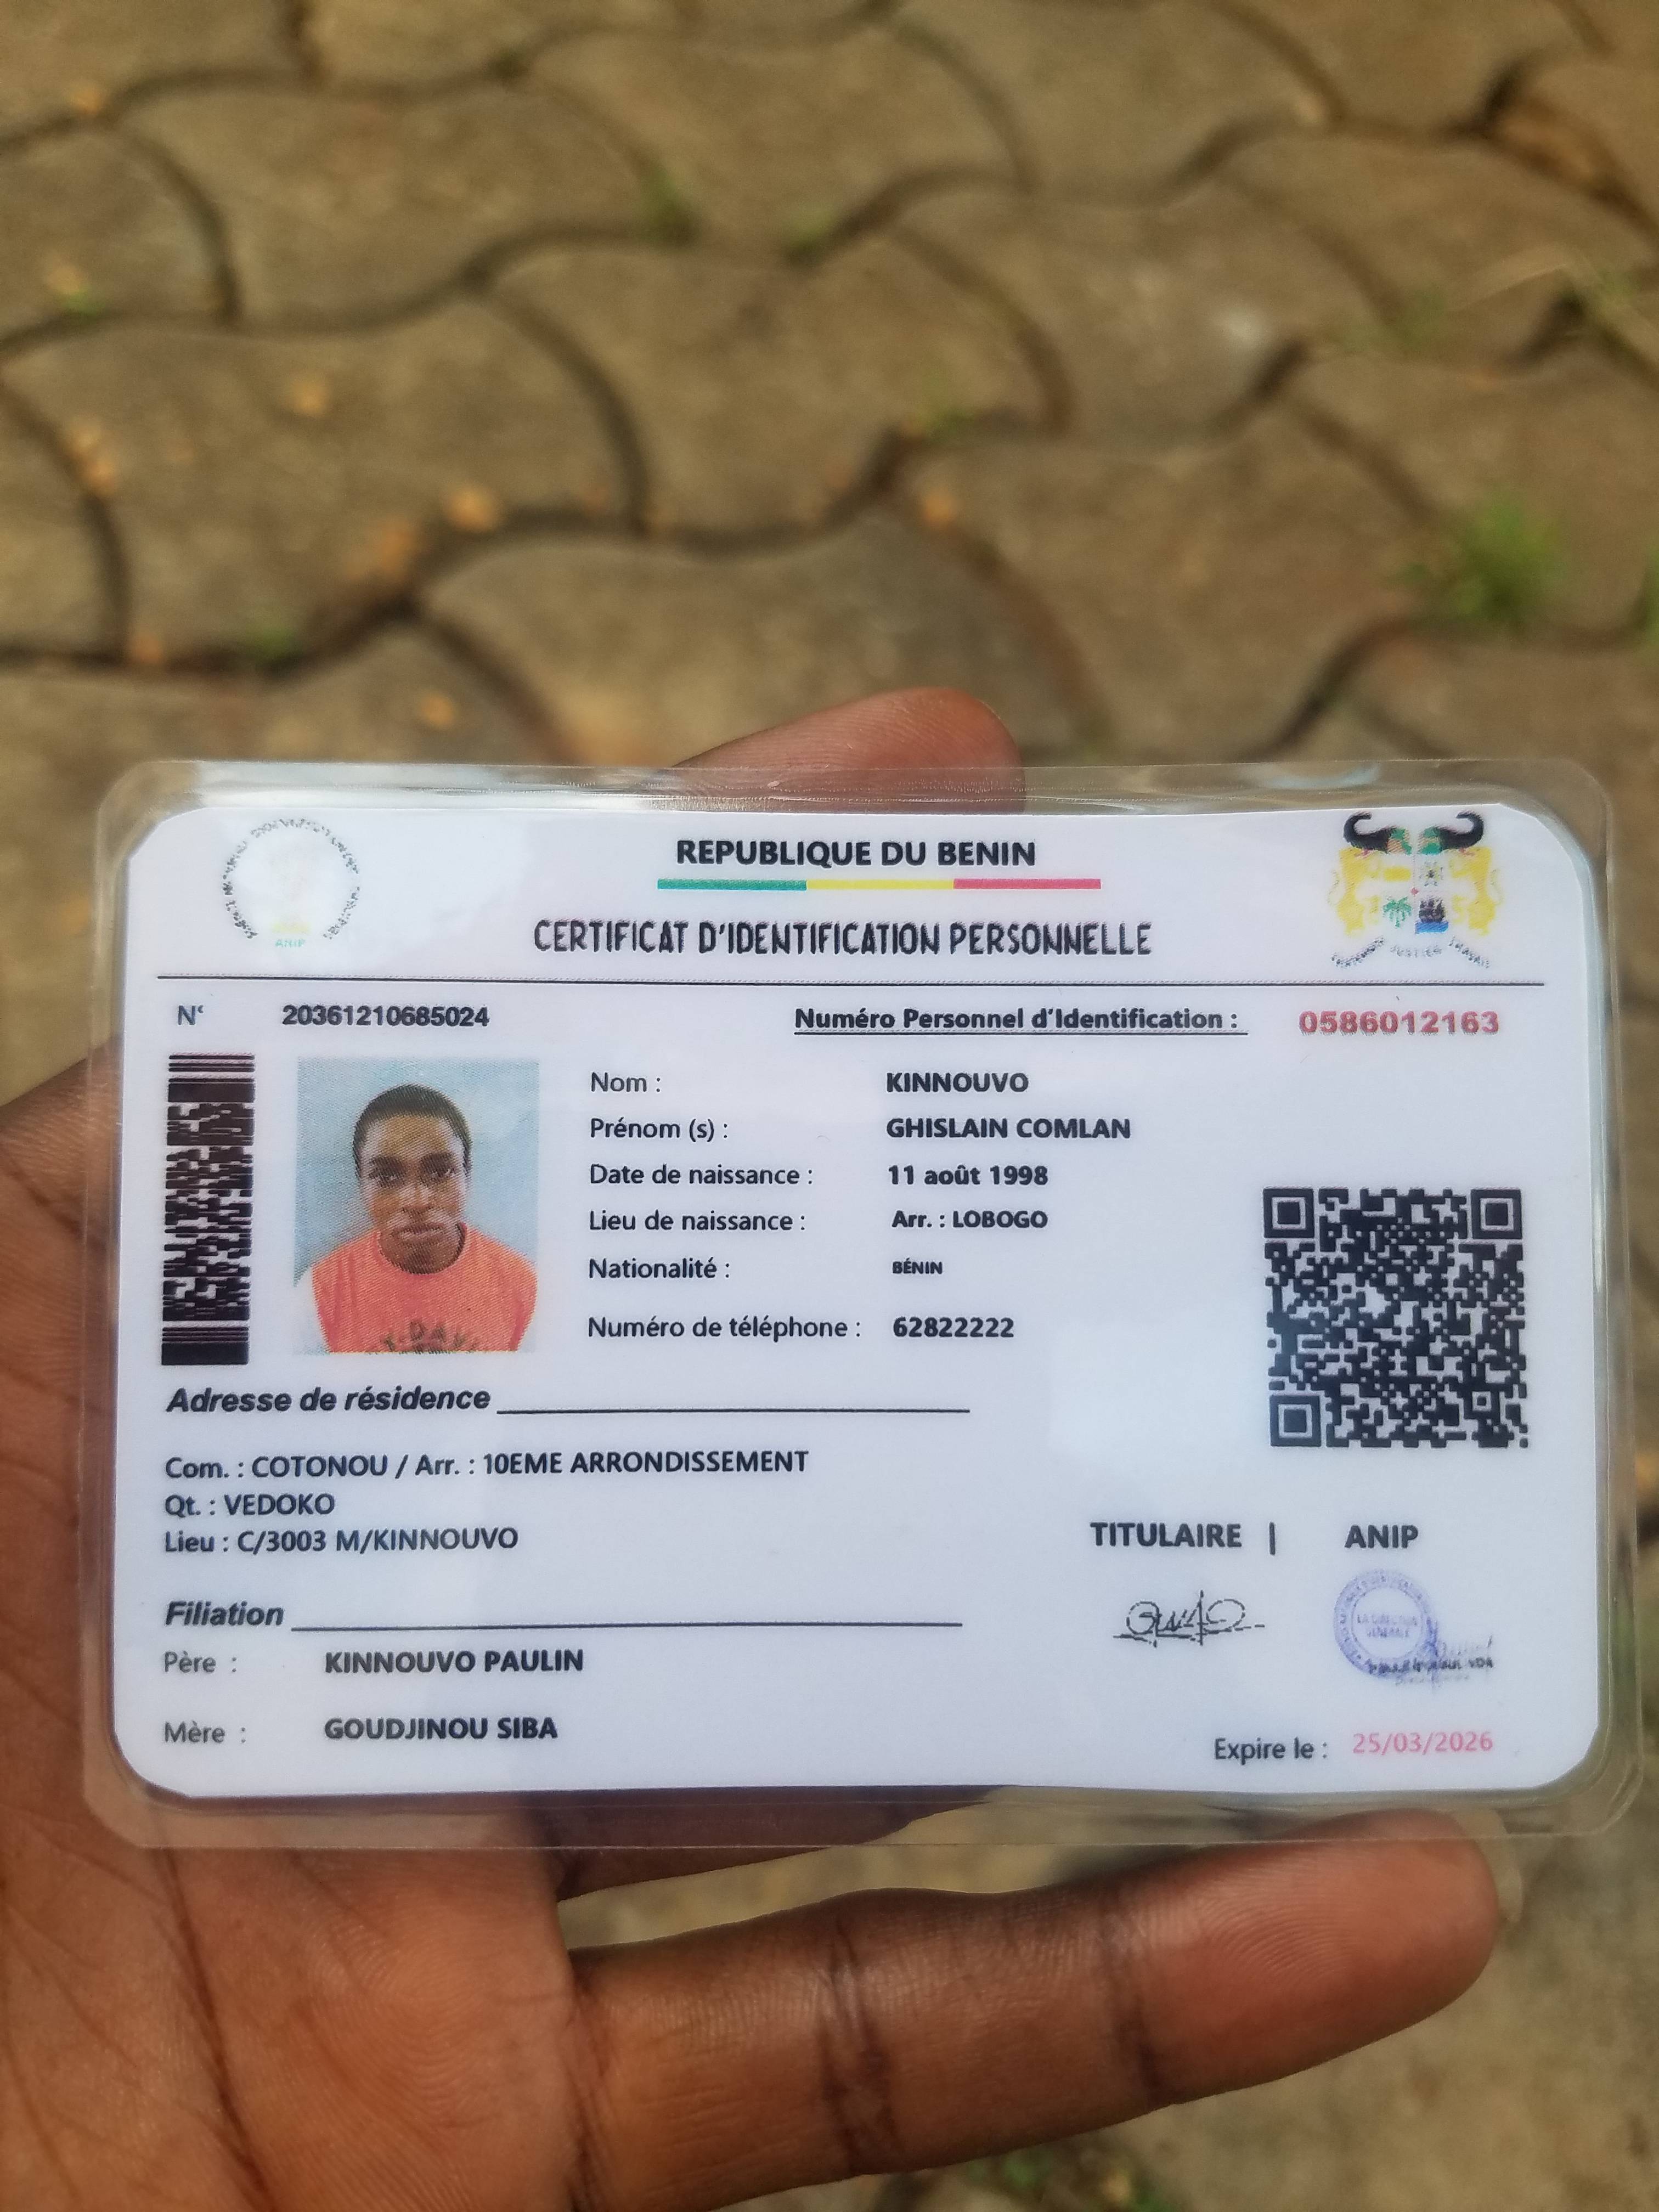 REPUBLIQUE DU BENIN
CERTIFICAT D'IDENTIFICATION PERSONNELLE
ANIP
N° 20361210685024
Numéro Personnel d'Identification : 0586012163
Nom : KINNOUVO
Prénom (s) : GHISLAIN COMLAN
Date de naissance : 11 août 1998
Lieu de naissance : Arr. : LOBOGO
Nationalité : BÉNIN
Numéro de téléphone : 62822222
Adresse de résidence
Com. : COTONOU / Arr. : 10EME ARRONDISSEMENT
Qt. : VEDOKO
Lieu : C/3003 M/KINNOUVO
TITULAIRE | ANIP
Filiation
Père : KINNOUVO PAULIN
Mère : GOUDJINOU SIBA
Expire le : 25/03/2026